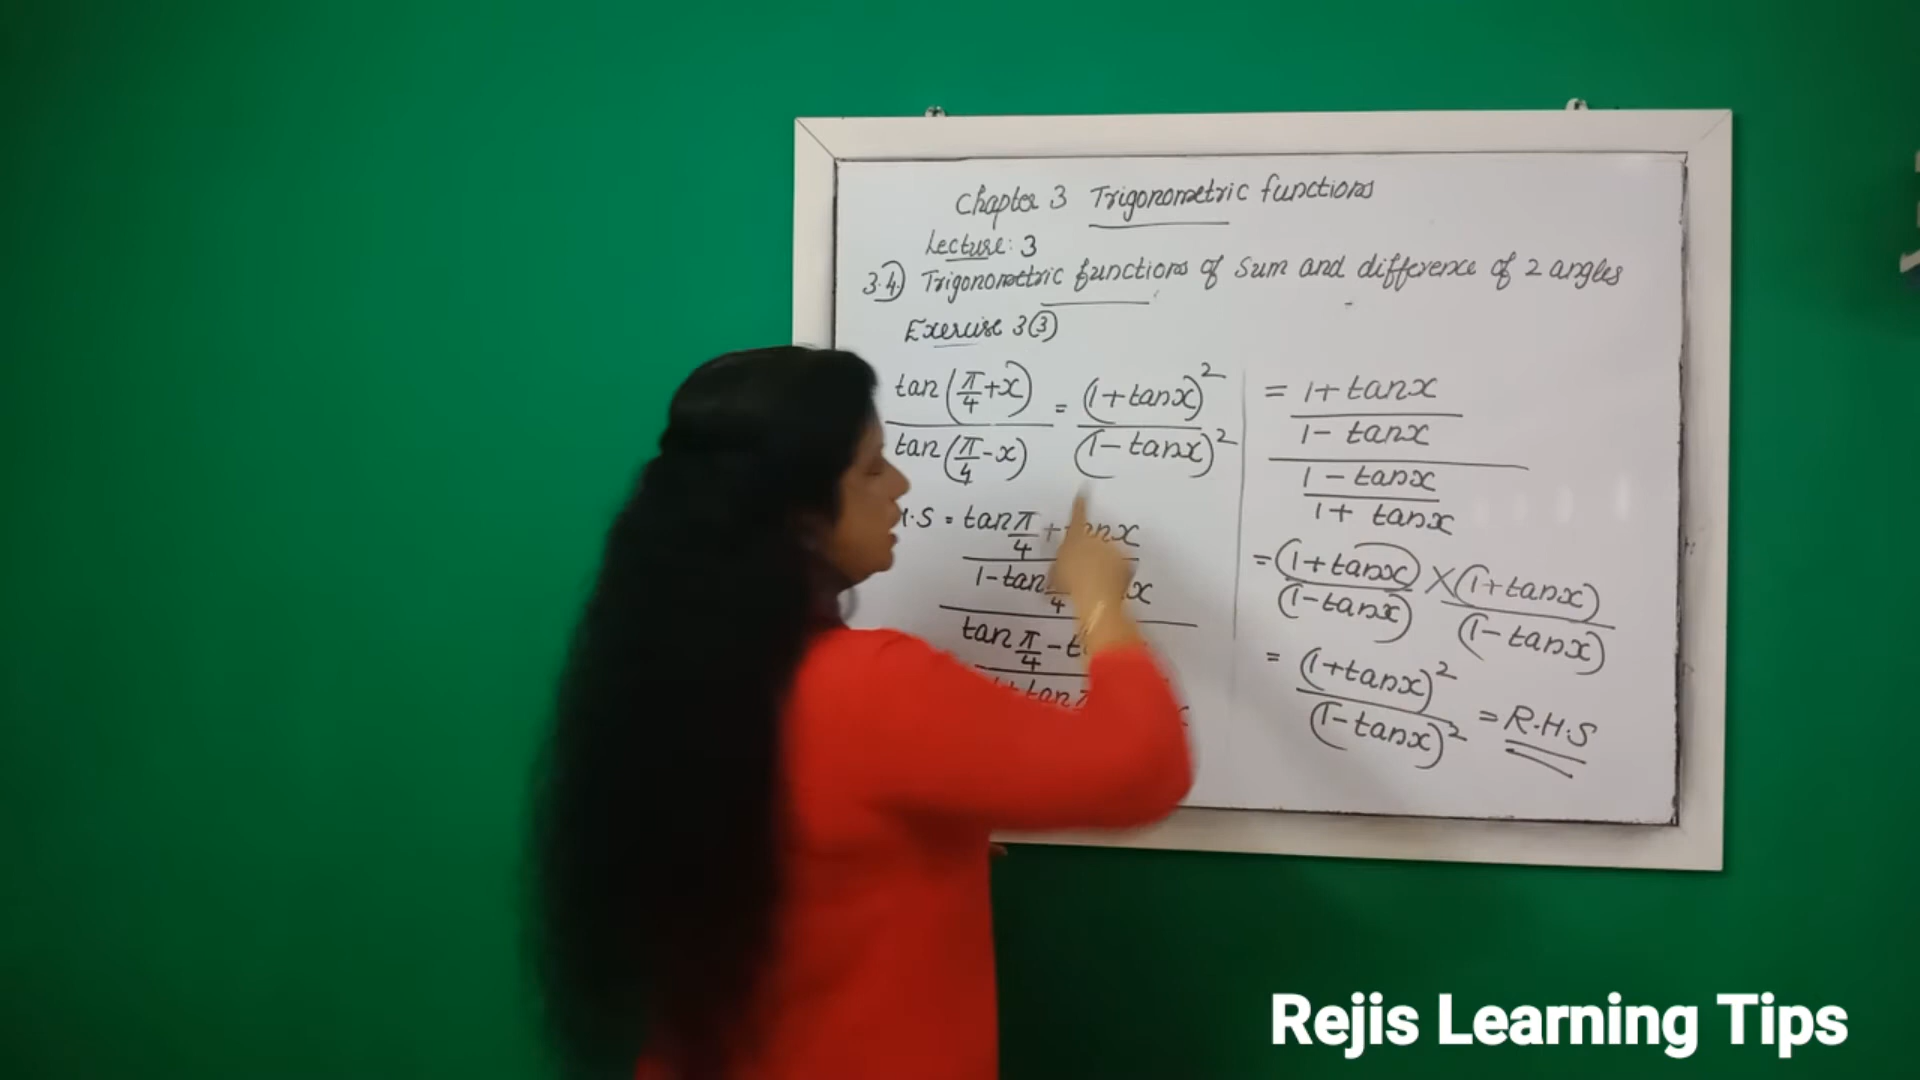 Chapter 3 Trigonometric functions
Lecture: 3
3.4) Trigonometric functions of Sum and difference of 2 angles
Exercise 3(3)
tan(π/4+x) / tan(π/4-x) = (1+tanx)² / (1-tanx)²
.S = tanπ/4 + tanx
1-tan
tanπ/4 -
tan
= 1+tanx / 1-tanx
1-tanx / 1+tanx
= (1+tanx)/(1-tanx) × (1+tanx)/(1-tanx)
= (1+tanx)² / (1-tanx)² = R.H.S
Rejis Learning Tips